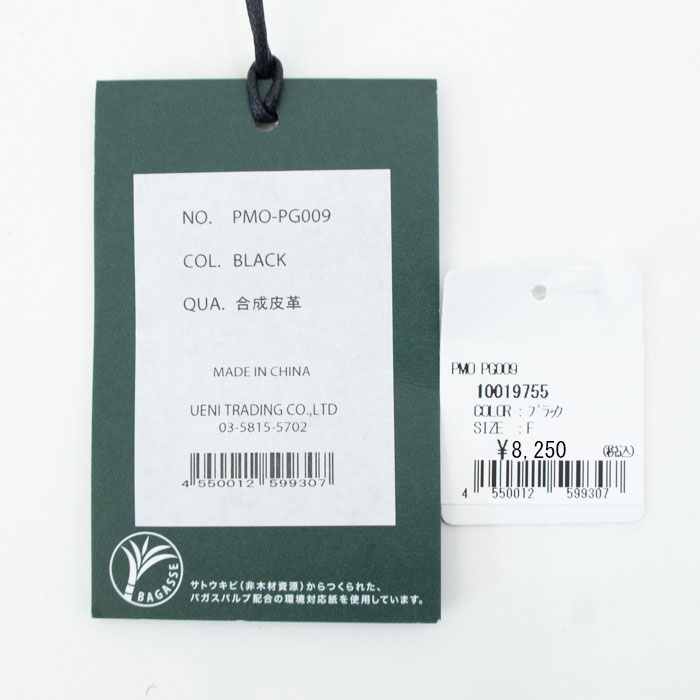 NO. PMO-PG009
COL. BLACK
QUA. 合成皮革
MADE IN CHINA
UENI TRADING CO.,LTD
03-5815-5702
4 550012 599307
BAGASSE
サトウキビ（非木材資源）からつくられた、
バガスパルプ配合の環境対応紙を使用しています。
PMO PG009
10019755
COLOR :ブラック
SIZE :F
¥8,250 (税込)
4 550012 599307